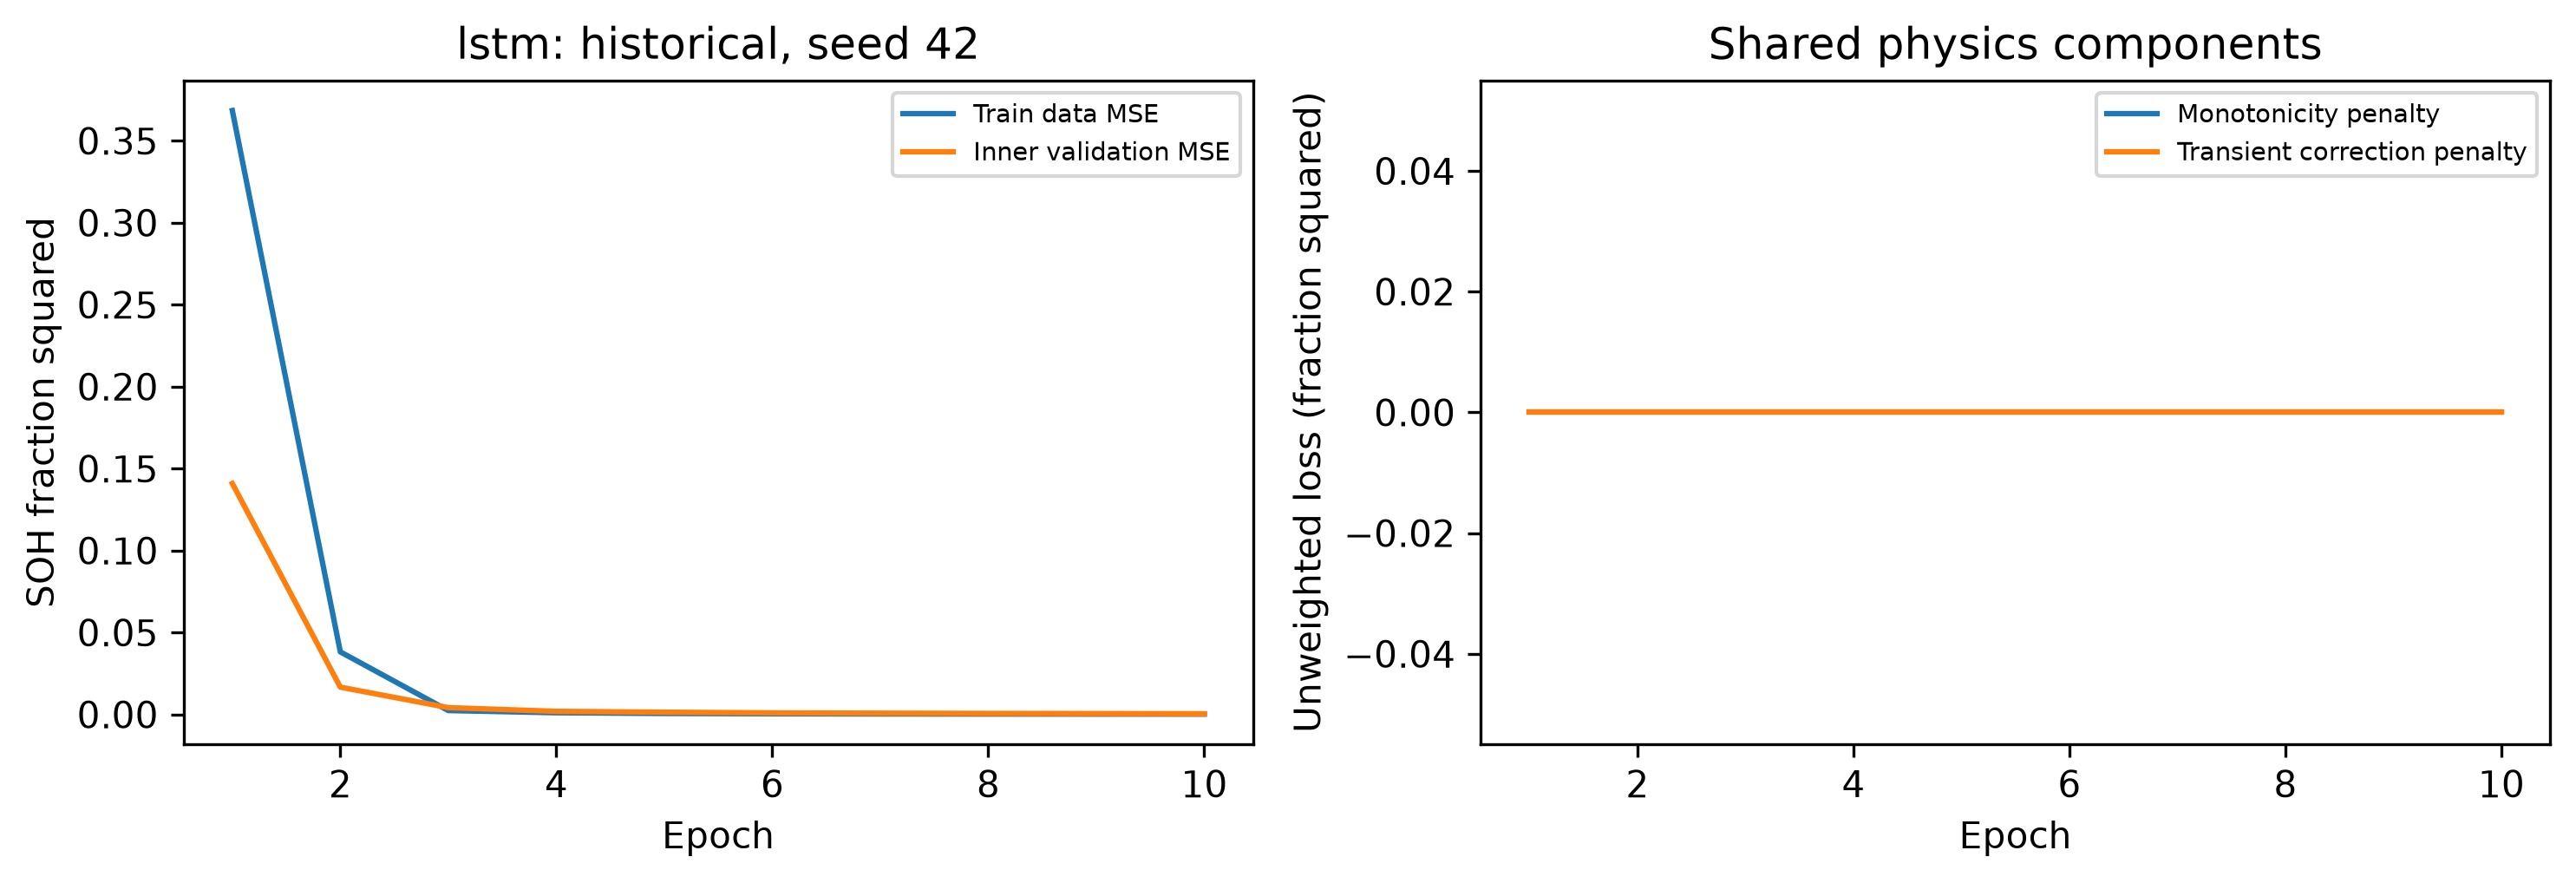 lstm: historical, seed 42
SOH fraction squared
0.35
0.30
0.25
0.20
0.15
0.10
0.05
0.00
Train data MSE
Inner validation MSE
2 4 6 8 10
Epoch
Shared physics components
Unweighted loss (fraction squared)
0.04
0.02
0.00
−0.02
−0.04
Monotonicity penalty
Transient correction penalty
2 4 6 8 10
Epoch